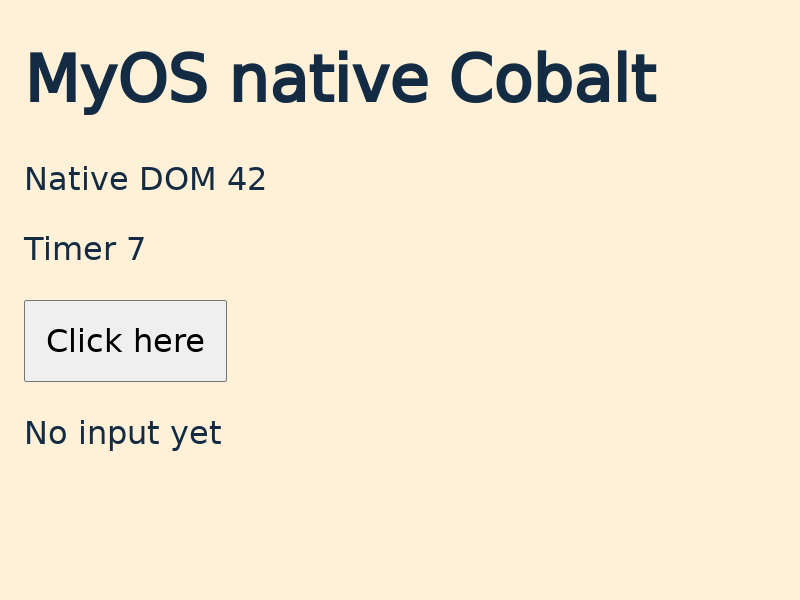 MyOS native Cobalt
Native DOM 42
Timer 7
Click here
No input yet